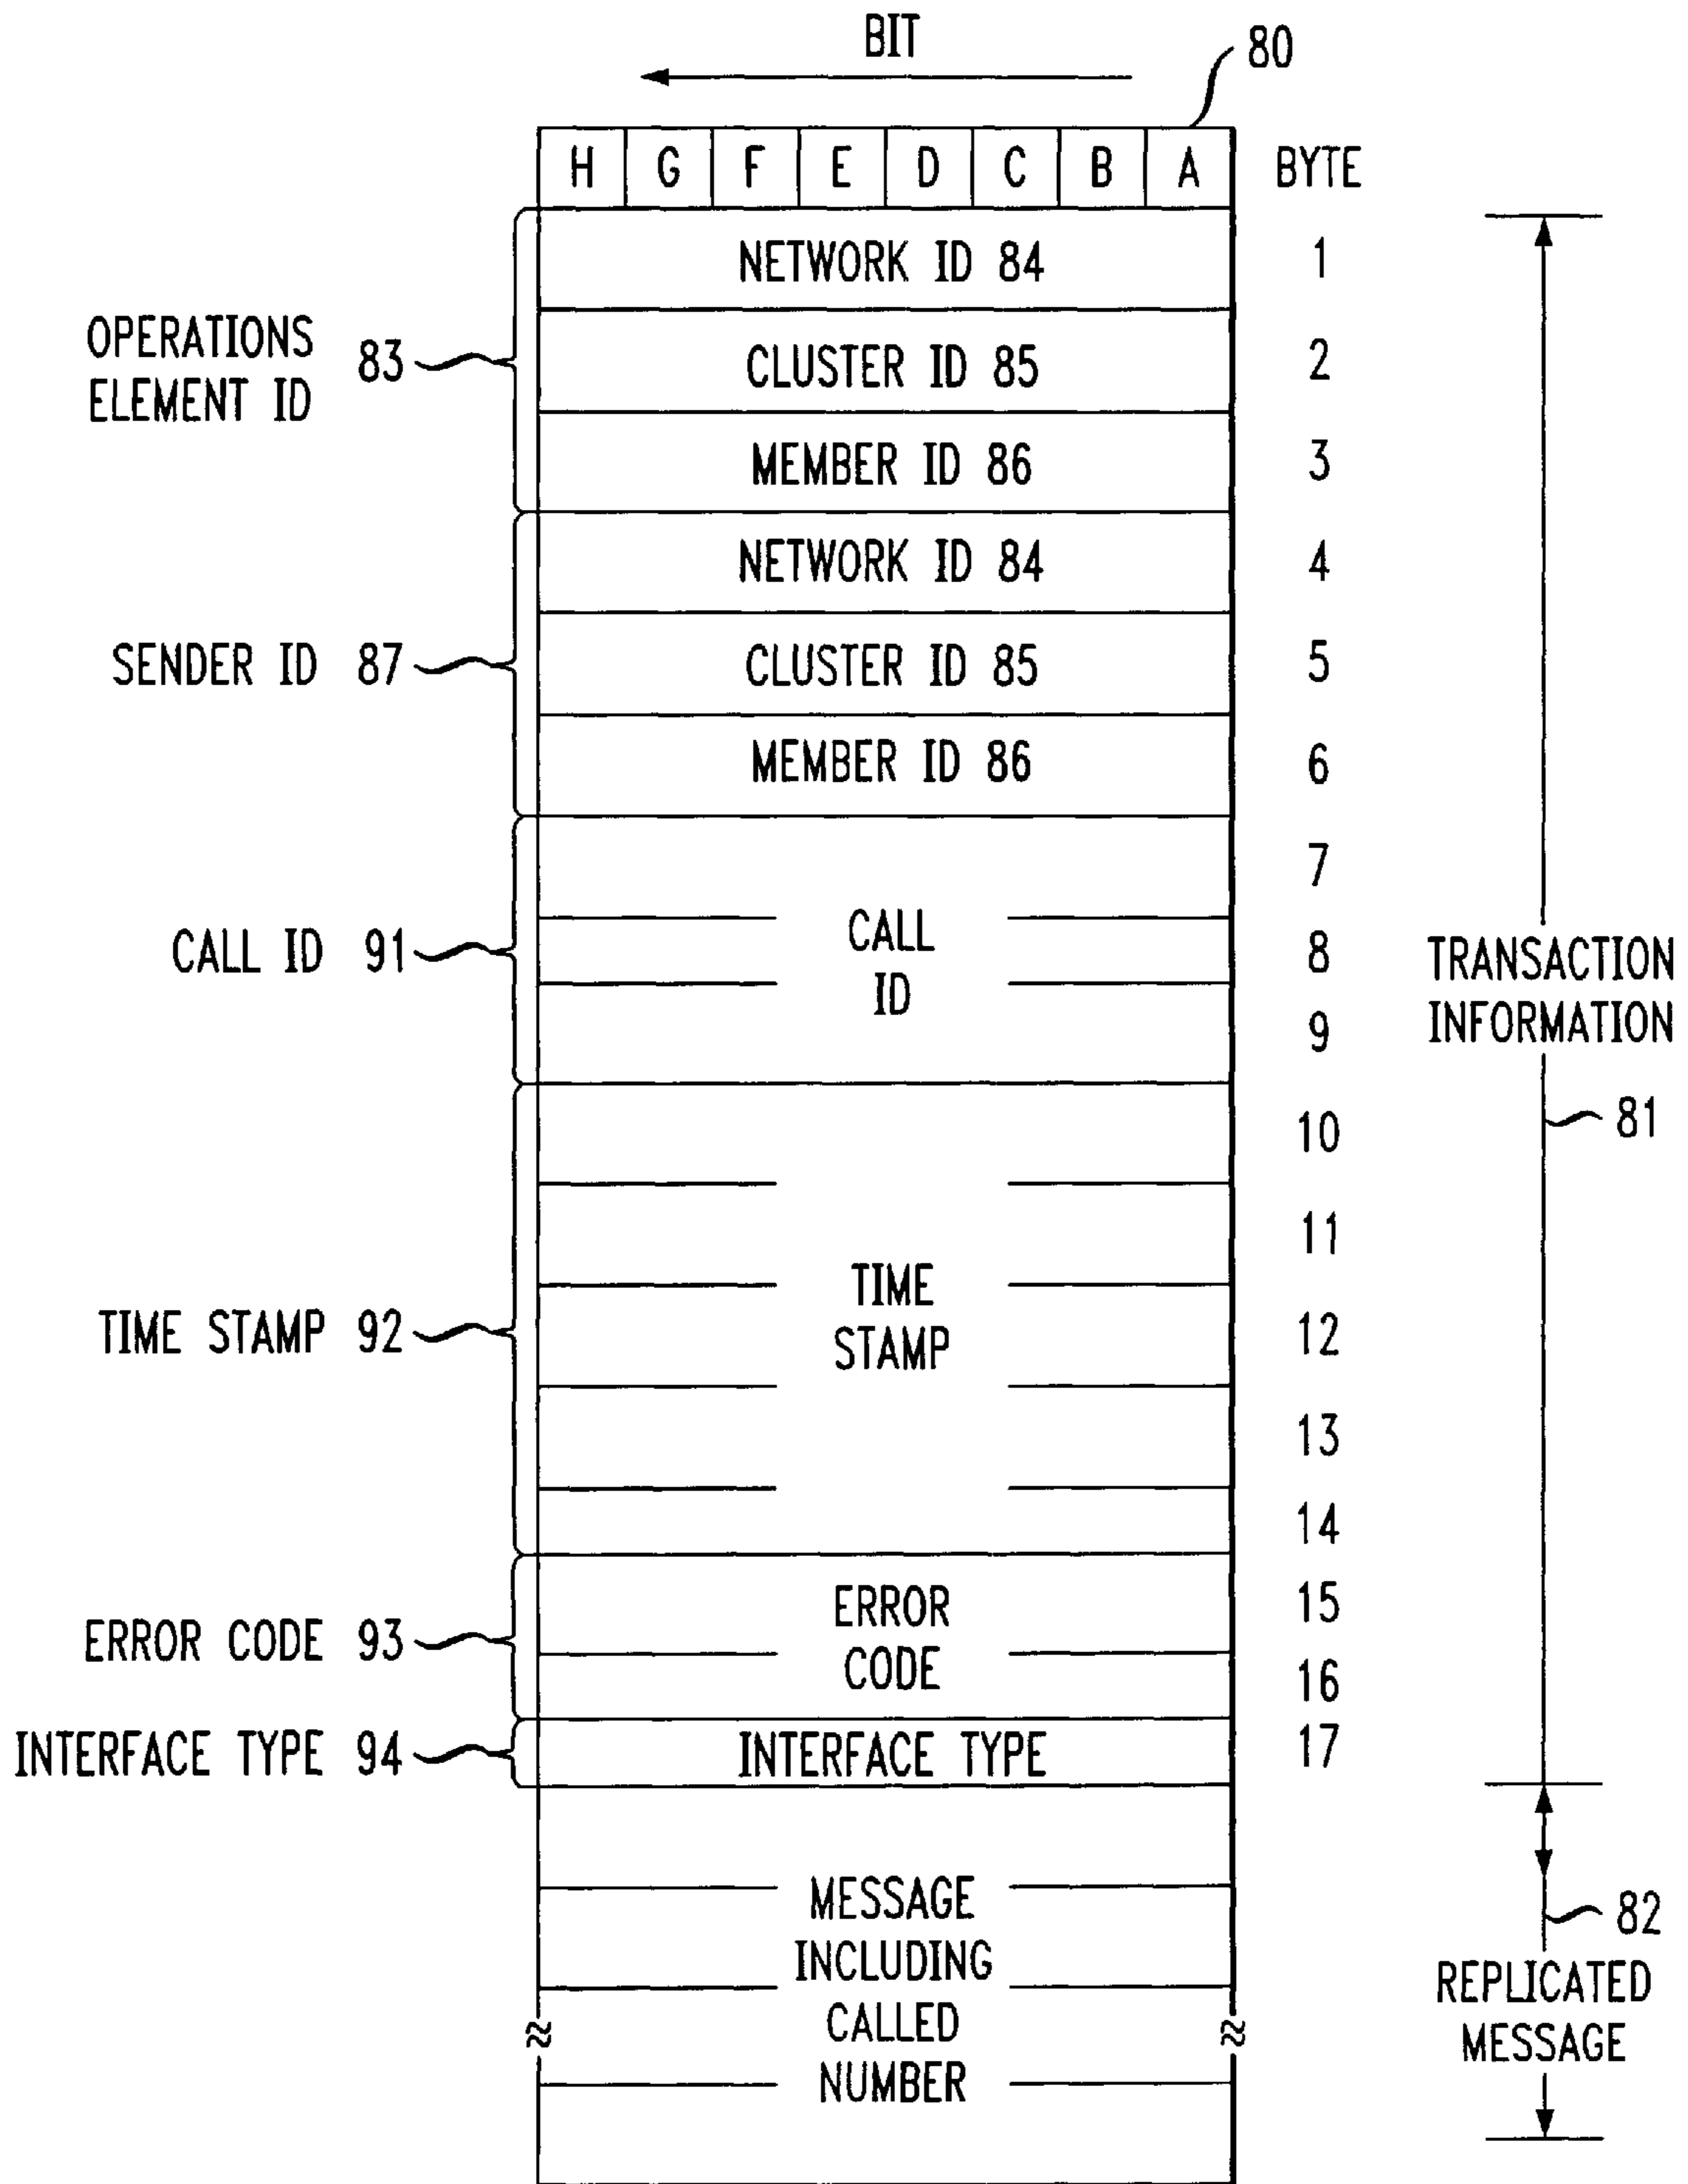 BIT
80
H G F E D C B A BYTE
NETWORK ID 84 1
OPERATIONS
ELEMENT ID
83
CLUSTER ID 85 2
MEMBER ID 86 3
NETWORK ID 84 4
SENDER ID 87
CLUSTER ID 85 5
MEMBER ID 86 6
7
CALL ID 91
CALL
ID
8
9
TRANSACTION
INFORMATION
81
10
11
TIME STAMP 92
TIME
STAMP
12
13
14
ERROR CODE 93
ERROR
CODE
15
16
INTERFACE TYPE 94 INTERFACE TYPE 17
MESSAGE
INCLUDING
CALLED
NUMBER
82
REPLICATED
MESSAGE